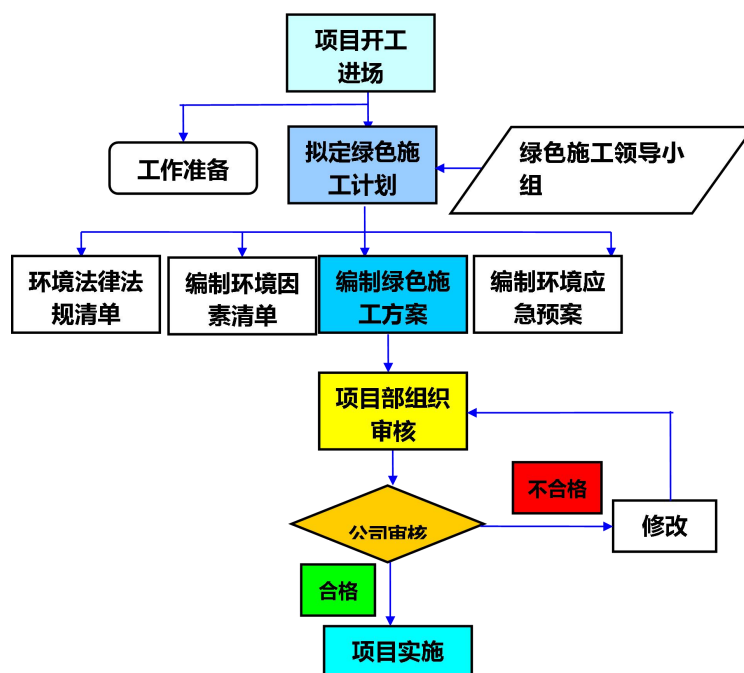 项目开工
进场
工作准备
拟定绿色施
工计划
绿色施工领导小
组
环境法律法
规清单
编制环境因
素清单
编制绿色施
工方案
编制环境应
急预案
项目部组织
审核
不合格
公司审核
修改
合格
项目实施